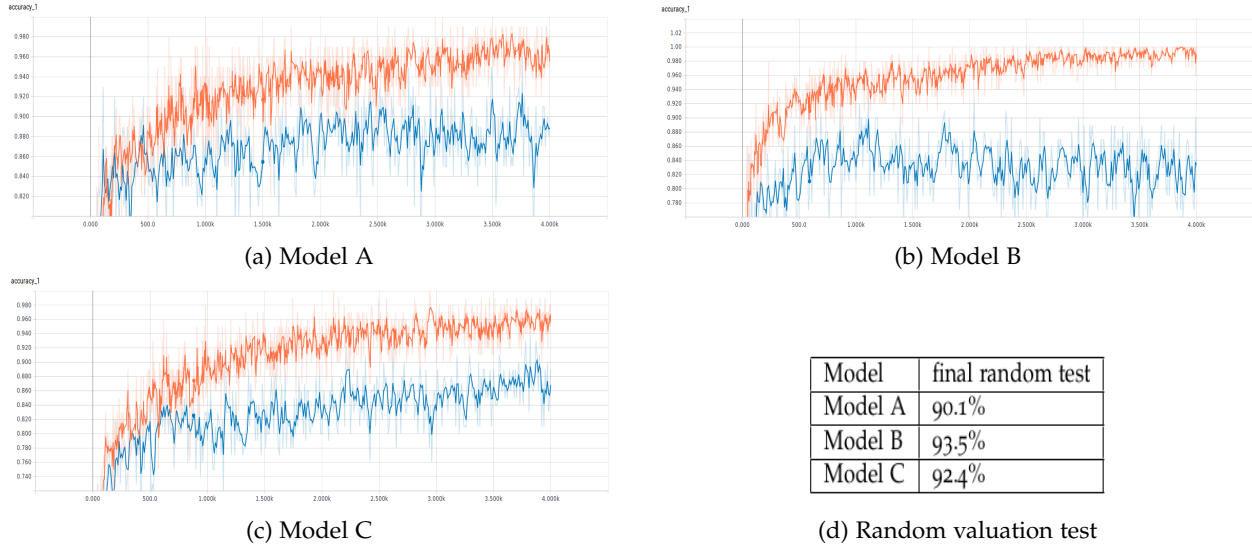 accuracy_1
0.980
0.960
0.940
0.920
0.900
0.880
0.860
0.840
0.820
0.000 500.0 1.000k 1.500k 2.000k 2.500k 3.000k 3.500k 4.000k
(a) Model A
accuracy_1
1.02
1.00
0.980
0.960
0.940
0.920
0.900
0.880
0.860
0.840
0.820
0.800
0.780
0.000 500.0 1.000k 1.500k 2.000k 2.500k 3.000k 3.500k 4.000k
(b) Model B
accuracy_1
0.980
0.960
0.940
0.920
0.900
0.880
0.860
0.840
0.820
0.800
0.780
0.760
0.740
0.000 500.0 1.000k 1.500k 2.000k 2.500k 3.000k 3.500k 4.000k
(c) Model C
Model final random test
Model A 90.1%
Model B 93.5%
Model C 92.4%
(d) Random valuation test